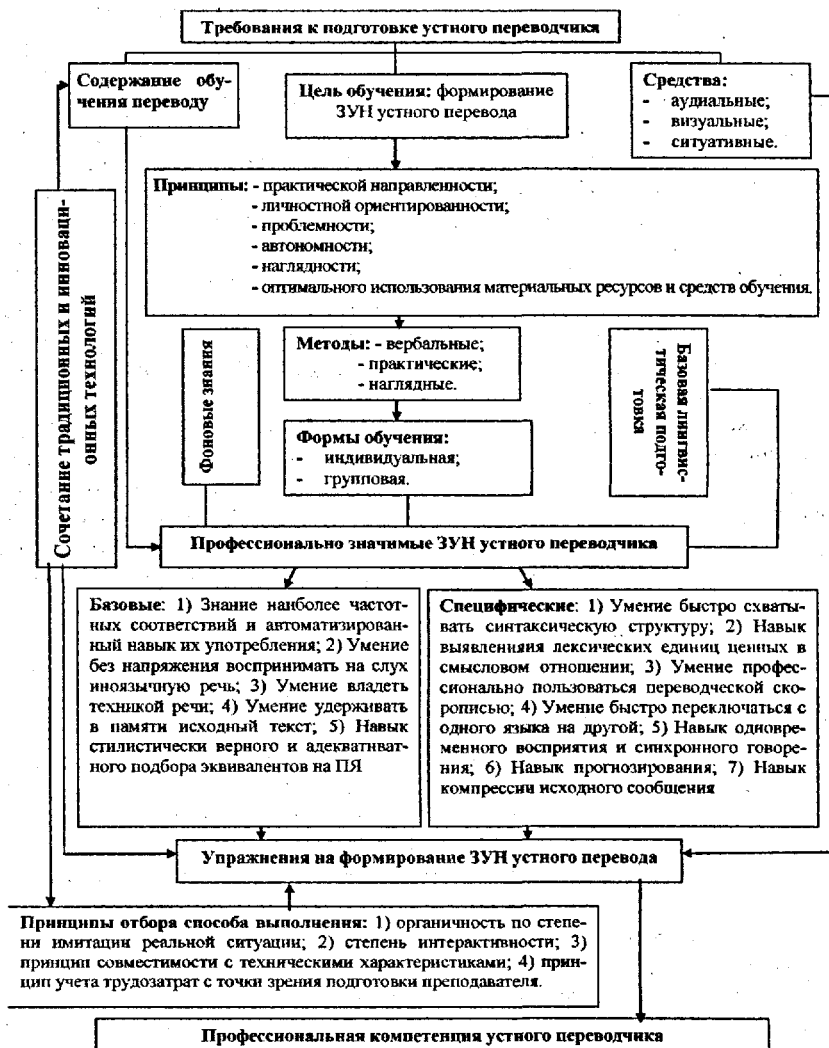 Требования к подготовке устного переводчика
Содержание обу-
чения переводу
Цель обучения: формирование
ЗУН устного перевода
Средства:
- аудиальные;
- визуальные;
- ситуативные.
Принципы: - практической направленности;
- личностной ориентированности;
- проблемности;
- автономности;
- наглядности;
- оптимального использования материальных ресурсов и средств обучения.
Сочетание традиционных и инноваци-
онных технологий
Фоновые знания
Методы: - вербальные;
- практические;
- наглядные.
Базовая лингвис-
тическая подго-
товка
Формы обучения:
- индивидуальная;
- групповая.
Профессионально значимые ЗУН устного переводчика
Базовые: 1) Знание наиболее частот-
ных соответствий и автоматизирован-
ный навык их употребления; 2) Умение
без напряжения воспринимать на слух
иноязычную речь; 3) Умение владеть
техникой речи; 4) Умение удерживать
в памяти исходный текст; 5) Навык
стилистически верного и адеквативат-
ного подбора эквивалентов на ПЯ
Специфические: 1) Умение быстро схваты-
вать синтаксическую структуру; 2) Навык
выявленияия лексических единиц ценных в
смысловом отношении; 3) Умение профес-
сионально пользоваться переводческой ско-
рописью; 4) Умение быстро переключаться с
одного языка на другой; 5) Навык одновре-
менного восприятия и синхронного говоре-
ния; 6) Навык прогнозирования; 7) Навык
компрессии исходного сообщения
Упражнения на формирование ЗУН устного перевода
Принципы отбора способа выполнения: 1) органичность по степе-
ни имитации реальной ситуации; 2) степень интерактивности; 3)
принцип совместимости с техническими характеристиками; 4) прин-
цип учета трудозатрат с точки зрения подготовки преподавателя.
Профессиональная компетенция устного переводчика